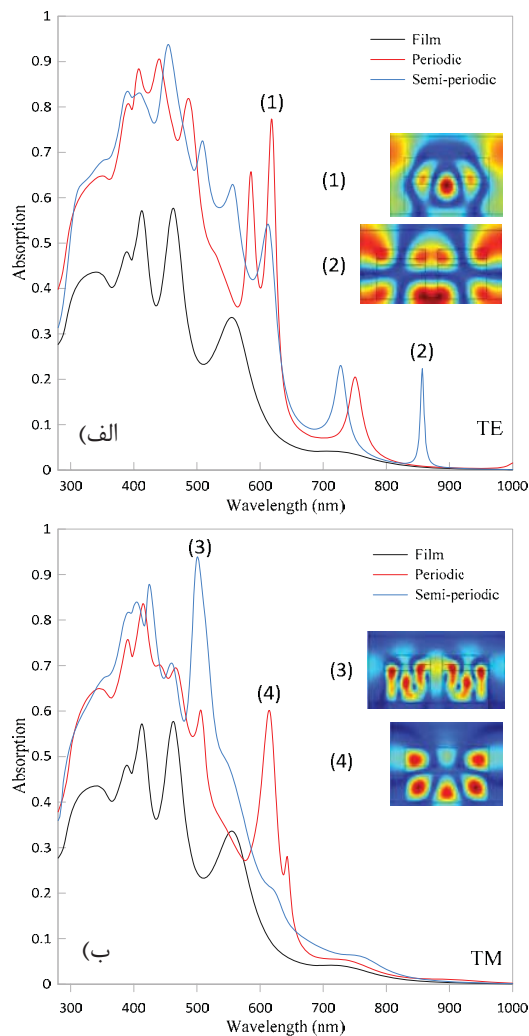 1
0.9
0.8
0.7
0.6
0.5
0.4
0.3
0.2
0.1
0
Absorption
Film
Periodic
Semi-periodic
(1)
(1)
(2)
(2)
الف)
TE
300 400 500 600 700 800 900 1000
Wavelength (nm)
1
0.9
0.8
0.7
0.6
0.5
0.4
0.3
0.2
0.1
0
Absorption
(3)
Film
Periodic
Semi-periodic
(3)
(4)
(4)
ب)
TM
300 400 500 600 700 800 900 1000
Wavelength (nm)